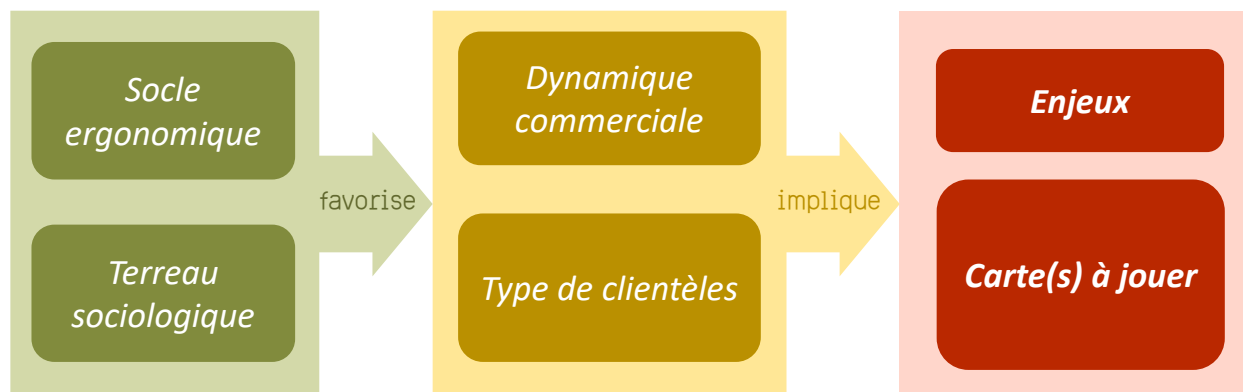 Socle
ergonomique
Terreau
sociologique
favorise
Dynamique
commerciale
Type de clientèles
implique
Enjeux
Carte(s) à jouer